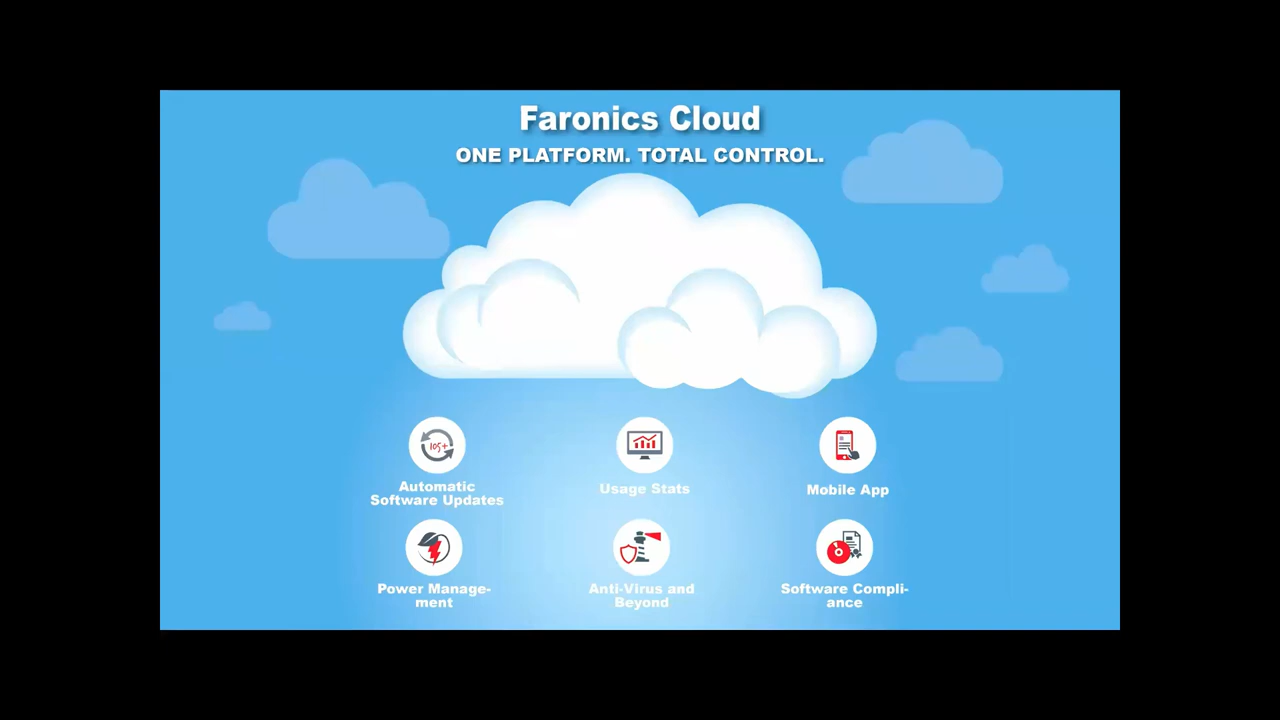 Faronics Cloud
ONE PLATFORM. TOTAL CONTROL.
105+
Automatic
Software Updates
Usage Stats
Mobile App
Power Manage-
ment
Anti-Virus and
Beyond
Software Compli-
ance